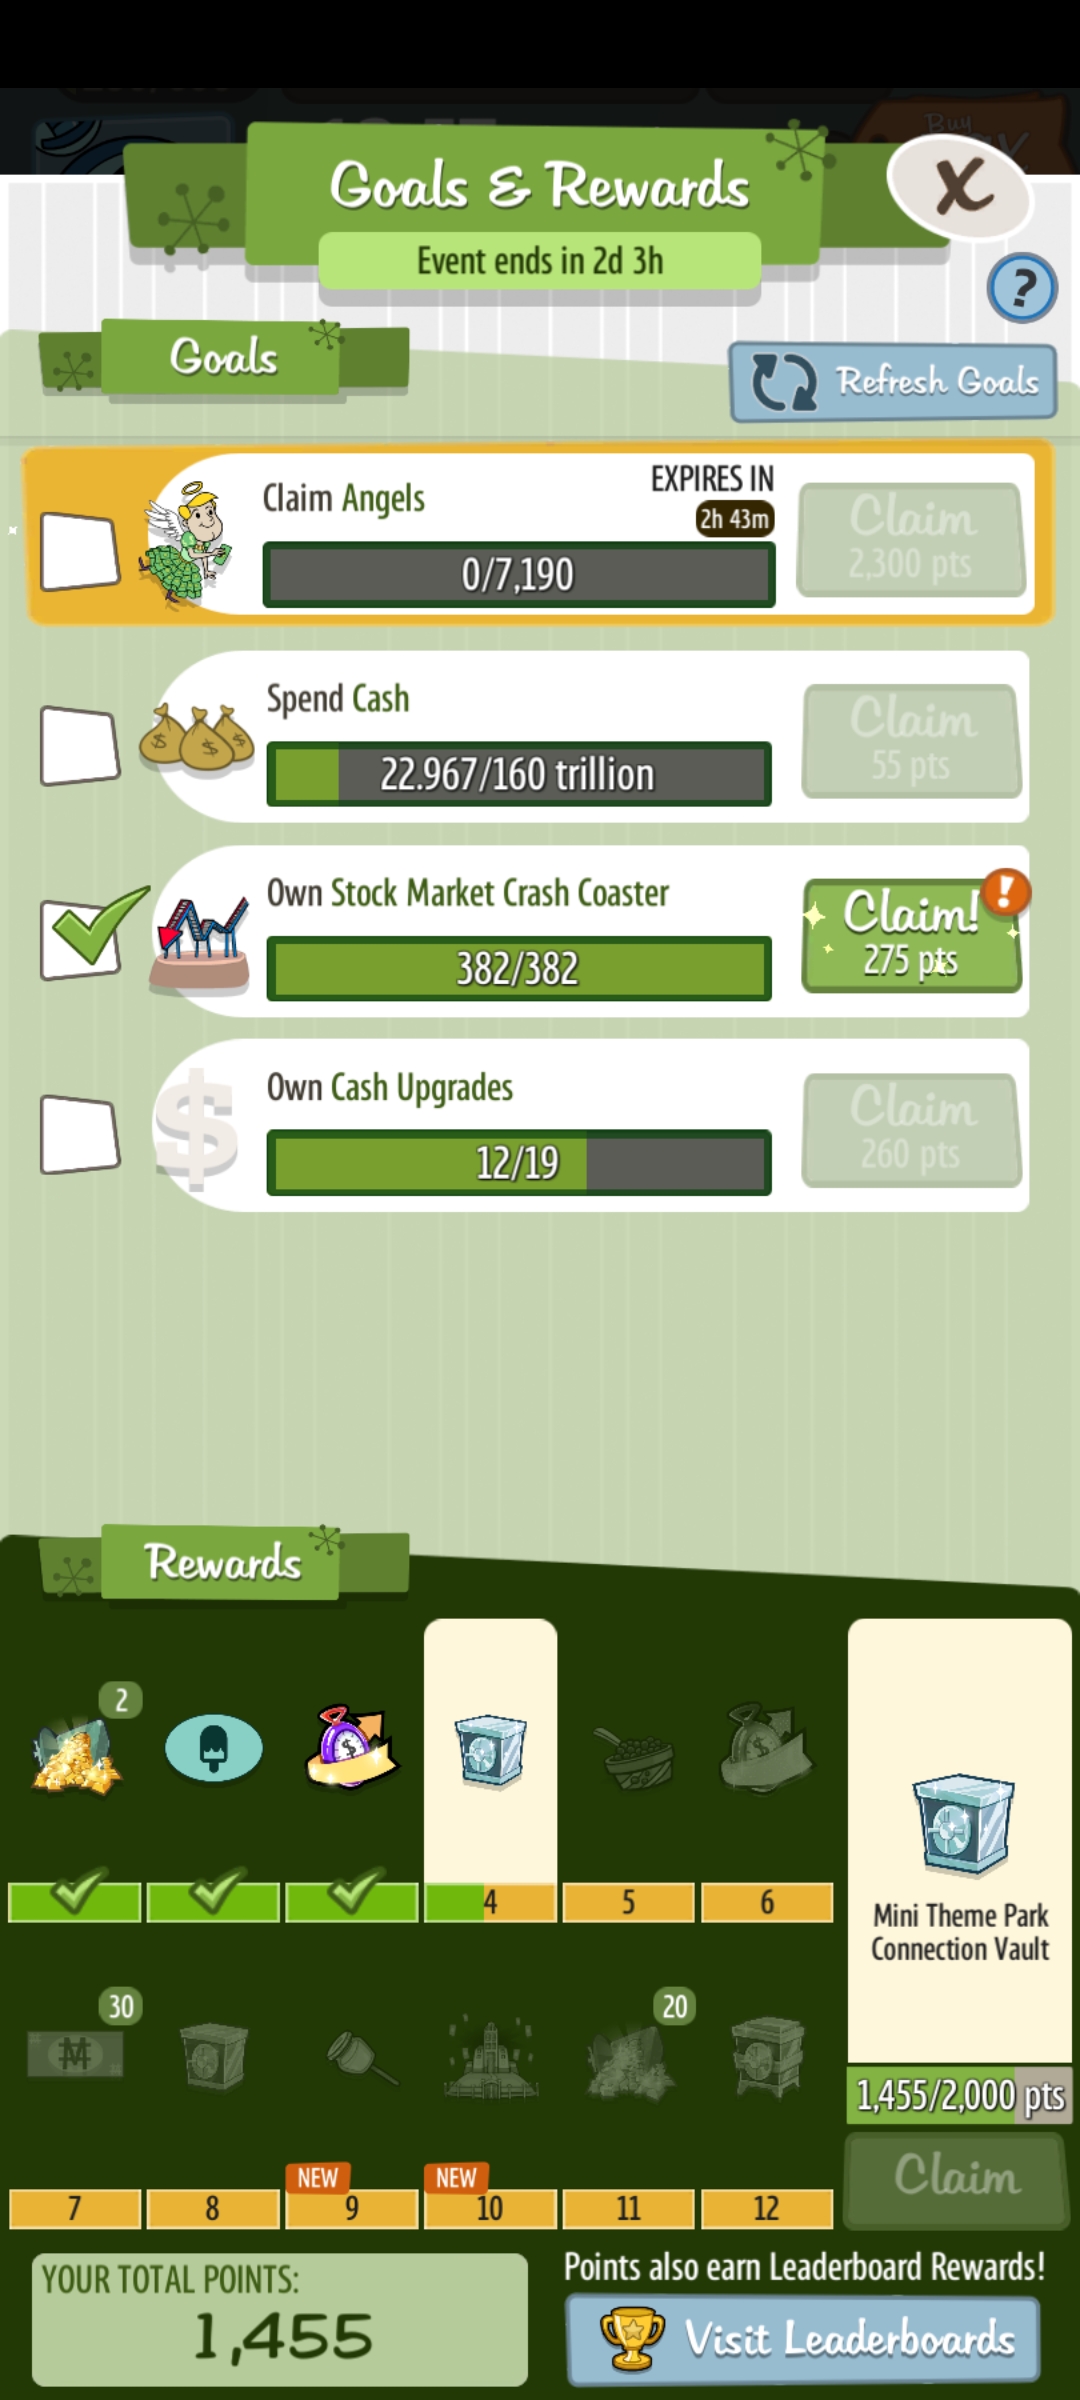 Buy
Goals & Rewards
X
Event ends in 2d 3h
?
Goals
Refresh Goals
Claim Angels
EXPIRES IN
2h 43m
0/7,190
Claim
2,300 pts
Spend Cash
22.967/160 trillion
Claim
55 pts
Own Stock Market Crash Coaster
382/382
Claim!
275 pts
!
Own Cash Upgrades
12/19
Claim
260 pts
Rewards
2
4
5
6
Mini Theme Park
Connection Vault
30
20
1,455/2,000 pts
NEW
NEW
7
8
9
10
11
12
Claim
YOUR TOTAL POINTS:
1,455
Points also earn Leaderboard Rewards!
Visit Leaderboards